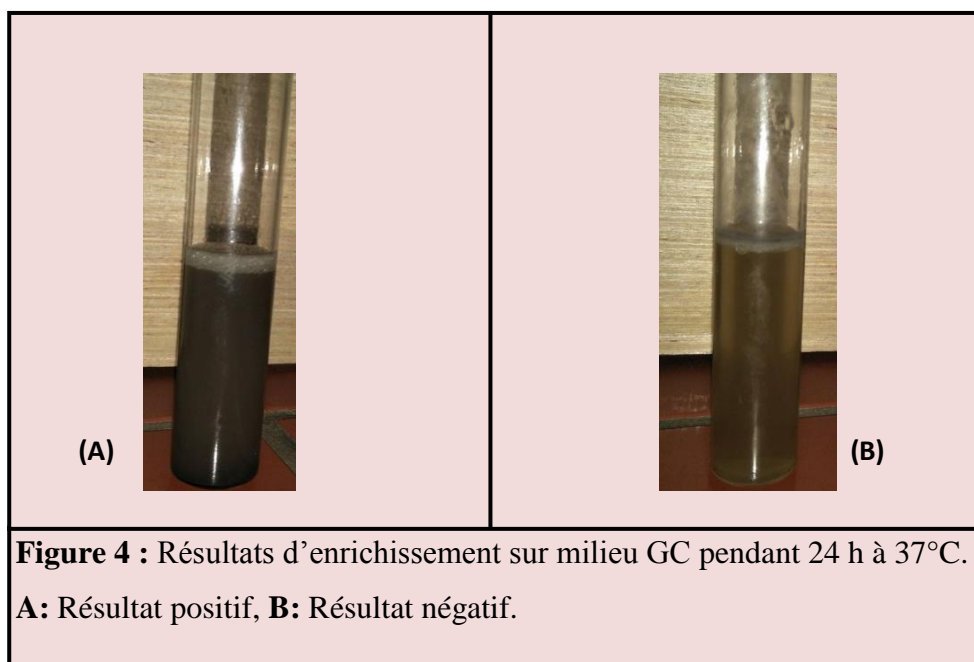 (A)
(B)
Figure 4 : Résultats d’enrichissement sur milieu GC pendant 24 h à 37°C.
A: Résultat positif, B: Résultat négatif.